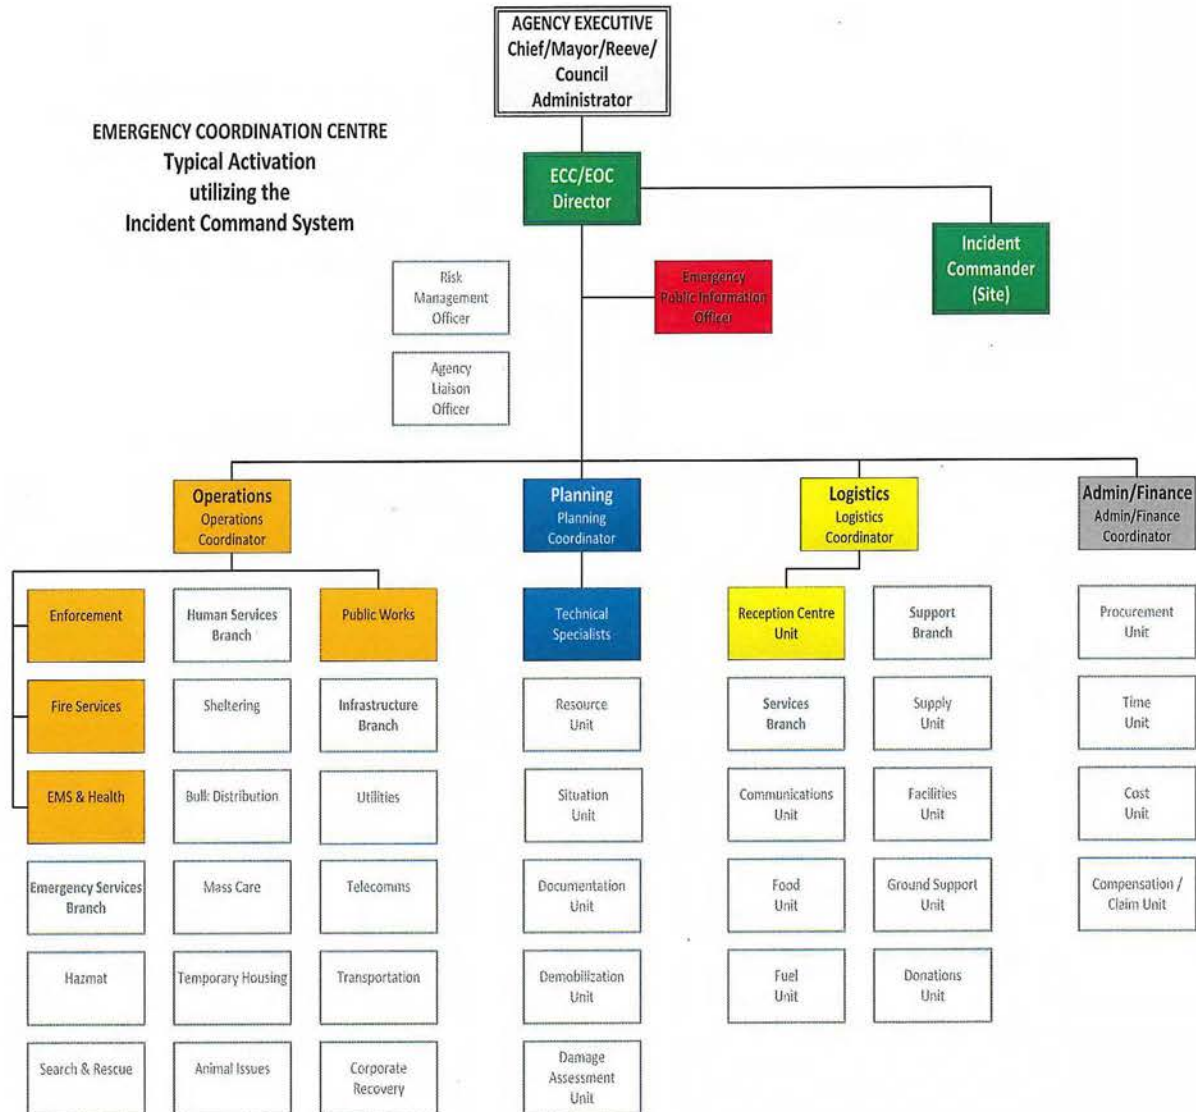 AGENCY EXECUTIVE
Chief/Mayor/Reeve/
Council
Administrator
EMERGENCY COORDINATION CENTRE
Typical Activation
utilizing the
Incident Command System
ECC/EOC
Director
Incident
Commander
(Site)
Risk
Management
Officer
Emergency
Public Information
Officer
Agency
Liaison
Officer
Operations
Operations
Coordinator
Planning
Planning
Coordinator
Logistics
Logistics
Coordinator
Admin/Finance
Admin/Finance
Coordinator
Enforcement
Human Services
Branch
Public Works
Technical
Specialists
Reception Centre
Unit
Support
Branch
Procurement
Unit
Fire Services
Sheltering
Infrastructure
Branch
Resource
Unit
Services
Branch
Supply
Unit
Time
Unit
EMS & Health
Bulk Distribution
Utilities
Situation
Unit
Communications
Unit
Facilities
Unit
Cost
Unit
Emergency Services
Branch
Mass Care
Telecomms
Documentation
Unit
Food
Unit
Ground Support
Unit
Compensation /
Claim Unit
Hazmat
Temporary Housing
Transportation
Demobilization
Unit
Fuel
Unit
Donations
Unit
Search & Rescue
Animal Issues
Corporate
Recovery
Damage
Assessment
Unit